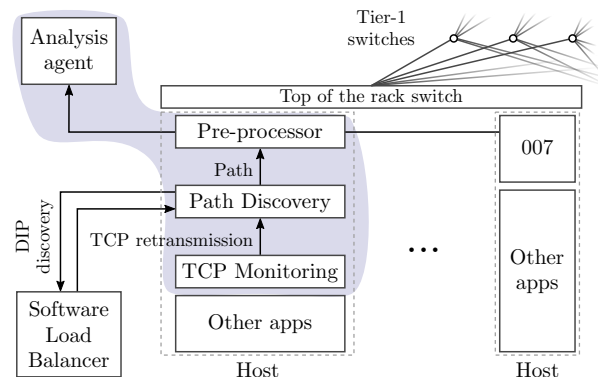 Tier-1
switches
Analysis
agent
Top of the rack switch
Pre-processor
007
Path
Path Discovery
DIP
discovery
TCP retransmission
...
TCP Monitoring
Other
apps
Software
Load
Balancer
Other apps
Host
Host